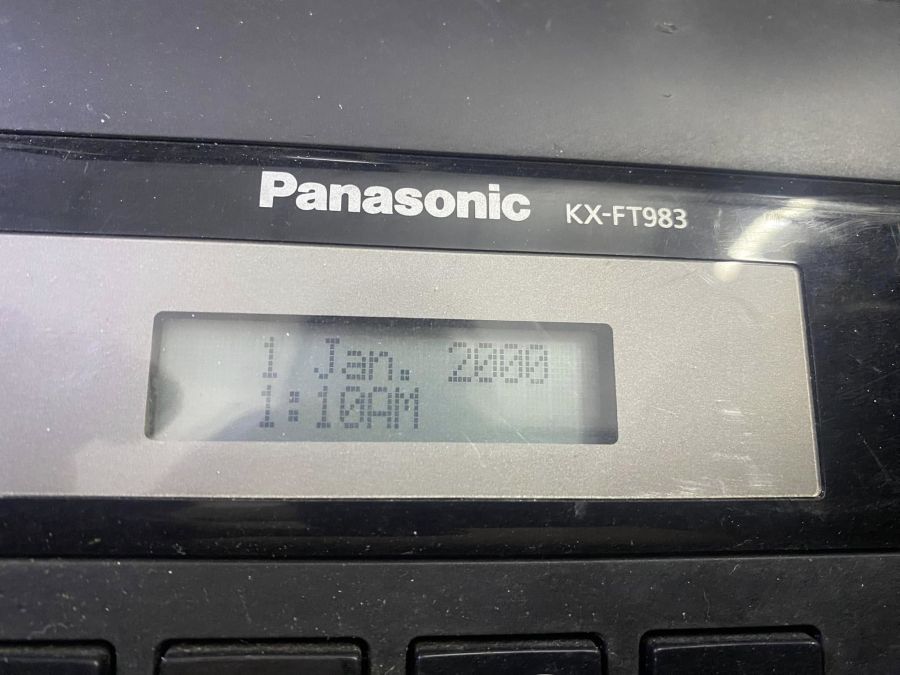 Panasonic KX-FT983
1 Jan. 2000
1:10AM